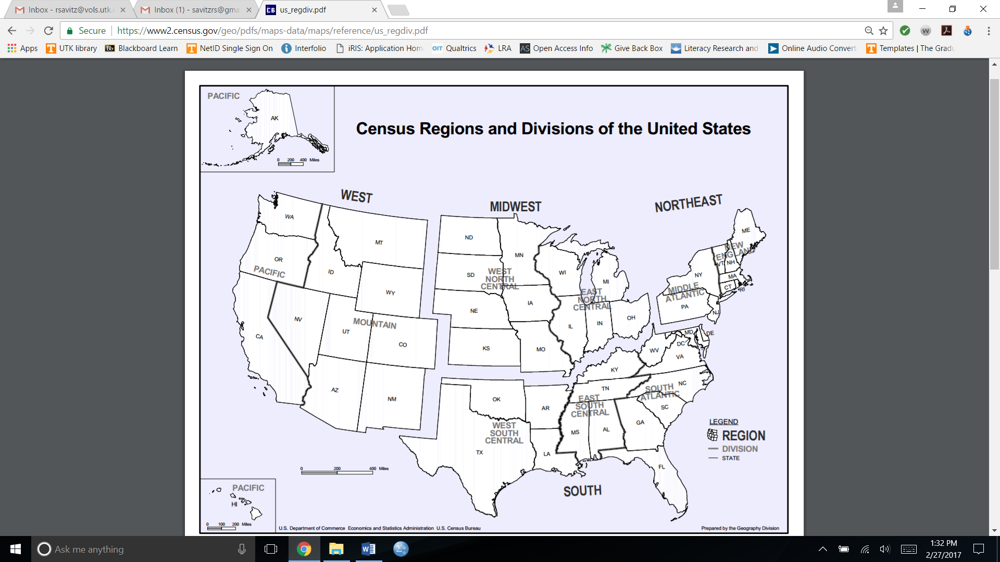 Inbox - rsavitz@vols.utk.e
Inbox (1) - savitzrs@gma
CB us_regdiv.pdf
Secure https://www2.census.gov/geo/pdfs/maps-data/maps/reference/us_regdiv.pdf
Apps UTK library Bb Blackboard Learn NetID Single Sign On Interfolio iRIS: Application Hom OIT Qualtrics LRA AS Open Access Info Give Back Box Literacy Research and Online Audio Convert Templates | The Gradu
PACIFIC
AK
0 200 400 Miles
Census Regions and Divisions of the United States
WEST
MIDWEST
NORTHEAST
WA
MT
OR
ID
PACIFIC
WY
NV
MOUNTAIN
UT
CO
CA
AZ
NM
ND
MN
SD
WEST
NORTH
CENTRAL
NE
IA
KS
MO
WI
MI
EAST
NORTH
CENTRAL
IL
IN
OH
ME
NEW
ENGLAND
VT
NH
NY
MA
CT
RI
MIDDLE
ATLANTIC
PA
NJ
MD
DE
DC
WV
VA
KY
NC
TN
SOUTH
ATLANTIC
EAST
SOUTH
CENTRAL
SC
GA
MS
AL
OK
AR
WEST
SOUTH
CENTRAL
TX
LA
FL
SOUTH
LEGEND
REGION
DIVISION
STATE
0 200 400 Miles
PACIFIC
HI
0 100 200 Miles
U.S. Department of Commerce Economics and Statistics Administration U.S. Census Bureau
Prepared by the Geography Division
Ask me anything
1:32 PM
2/27/2017